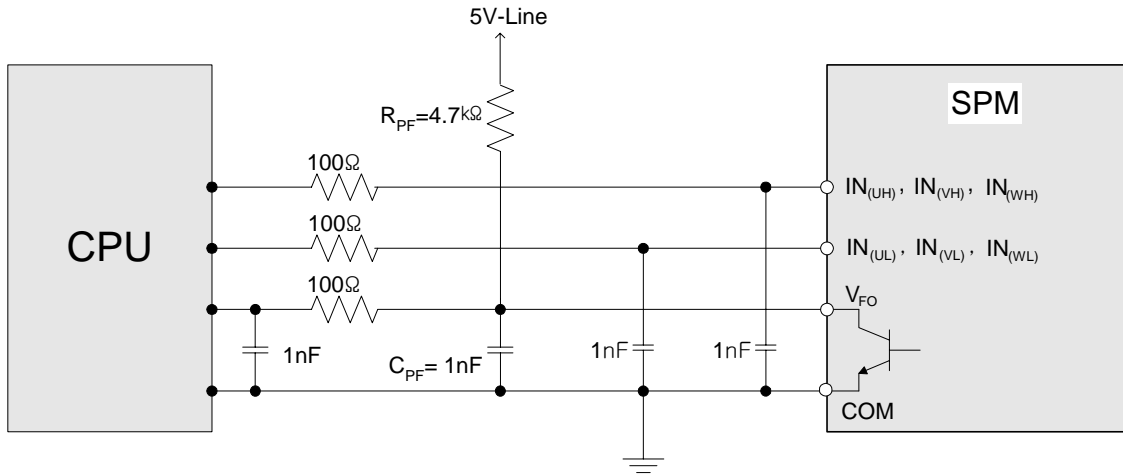 5V-Line
SPM
R_PF=4.7kΩ
100Ω
IN(UH), IN(VH), IN(WH)
100Ω
CPU
IN(UL), IN(VL), IN(WL)
100Ω
V_FO
1nF
C_PF= 1nF
1nF
1nF
COM